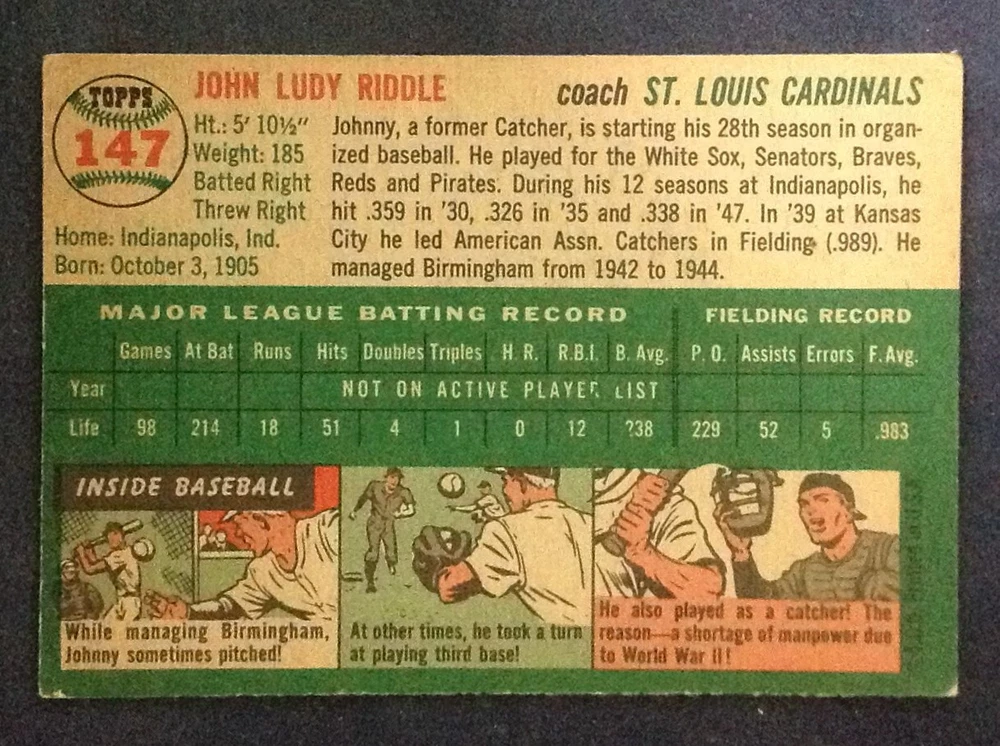 TOPPS
147
JOHN LUDY RIDDLE
coach ST. LOUIS CARDINALS
Ht.: 5' 10½"
Weight: 185
Batted Right
Threw Right
Home: Indianapolis, Ind.
Born: October 3, 1905
Johnny, a former Catcher, is starting his 28th season in organ-
ized baseball. He played for the White Sox, Senators, Braves,
Reds and Pirates. During his 12 seasons at Indianapolis, he
hit .359 in '30, .326 in '35 and .338 in '47. In '39 at Kansas
City he led American Assn. Catchers in Fielding (.989). He
managed Birmingham from 1942 to 1944.
MAJOR LEAGUE BATTING RECORD FIELDING RECORD
Games At Bat Runs Hits Doubles Triples H R. R.B.I. B. Avg. P. O. Assists Errors F. Avg.
Year NOT ON ACTIVE PLAYER LIST
Life 98 214 18 51 4 1 0 12 238 229 52 5 .983
INSIDE BASEBALL
While managing Birmingham,
Johnny sometimes pitched!
At other times, he took a turn
at playing third base!
He also played as a catcher! The
reason—a shortage of manpower due
to World War II!